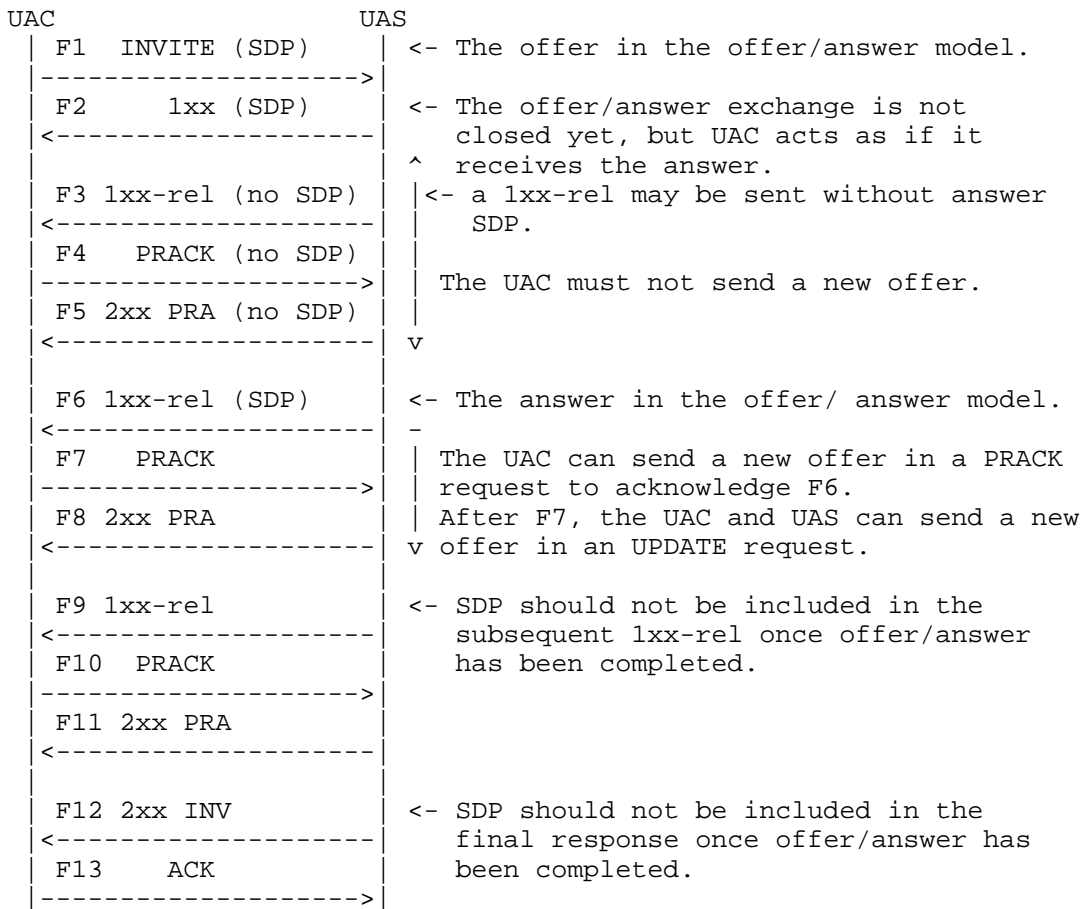 UAC                     UAS
 | F1  INVITE (SDP)     | <- The offer in the offer/answer model.
 |--------------------->|
 | F2     1xx (SDP)     | <- The offer/answer exchange is not
 |<---------------------|    closed yet, but UAC acts as if it
 |                      | ^  receives the answer.
 | F3 1xx-rel (no SDP)  | |<- a 1xx-rel may be sent without answer
 |<---------------------| |   SDP.
 | F4   PRACK (no SDP)  | |
 |--------------------->| | The UAC must not send a new offer.
 | F5 2xx PRA (no SDP)  | |
 |<---------------------| v
 |                      |
 | F6 1xx-rel (SDP)     | <- The answer in the offer/ answer model.
 |<---------------------| -
 | F7   PRACK           | | The UAC can send a new offer in a PRACK
 |--------------------->| | request to acknowledge F6.
 | F8 2xx PRA           | | After F7, the UAC and UAS can send a new
 |<---------------------| v offer in an UPDATE request.
 |                      |
 | F9 1xx-rel           | <- SDP should not be included in the
 |<---------------------|    subsequent 1xx-rel once offer/answer
 | F10  PRACK           |    has been completed.
 |--------------------->|
 | F11 2xx PRA          |
 |<---------------------|
 |                      |
 | F12 2xx INV          | <- SDP should not be included in the
 |<---------------------|    final response once offer/answer has
 | F13    ACK           |    been completed.
 |--------------------->|